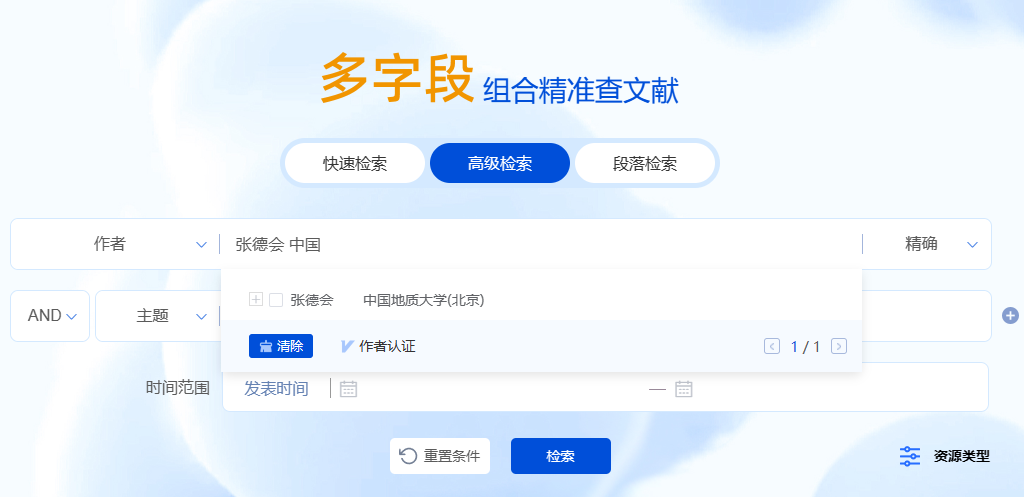 多字段 组合精准查文献
快速检索 高级检索 段落检索
作者 张德会 中国 精确
张德会 中国地质大学(北京)
AND 主题
清除 作者认证 1 / 1
时间范围 发表时间 —
重置条件 检索 资源类型